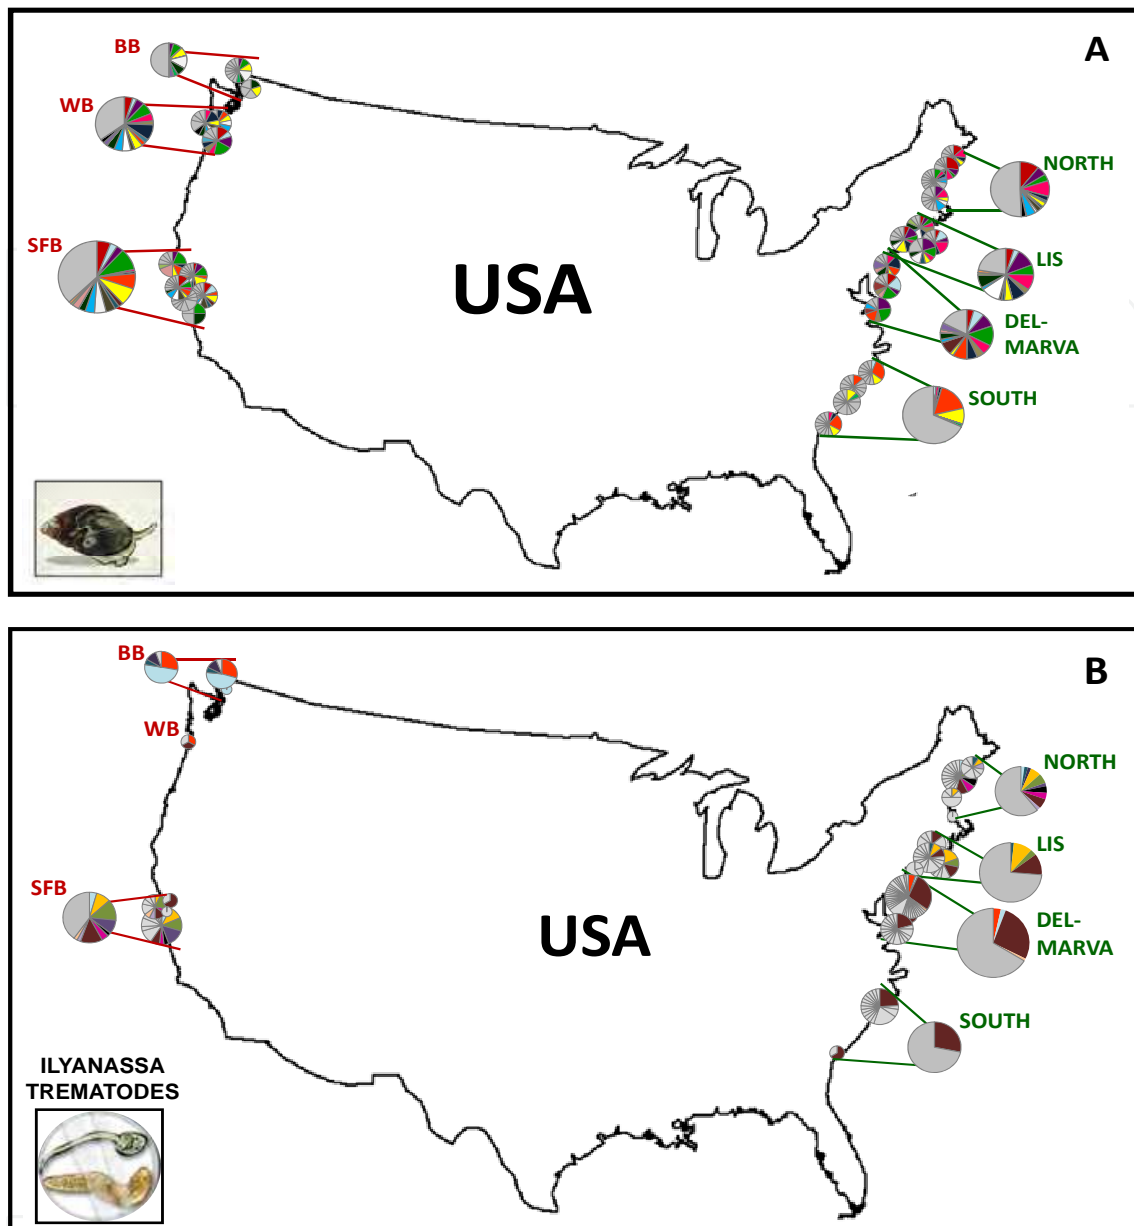 A
BB
WB
NORTH
SFB
USA
LIS
DEL-
MARVA
SOUTH
B
BB
WB
NORTH
LIS
SFB
USA
DEL-
MARVA
SOUTH
ILYANASSA
TREMATODES